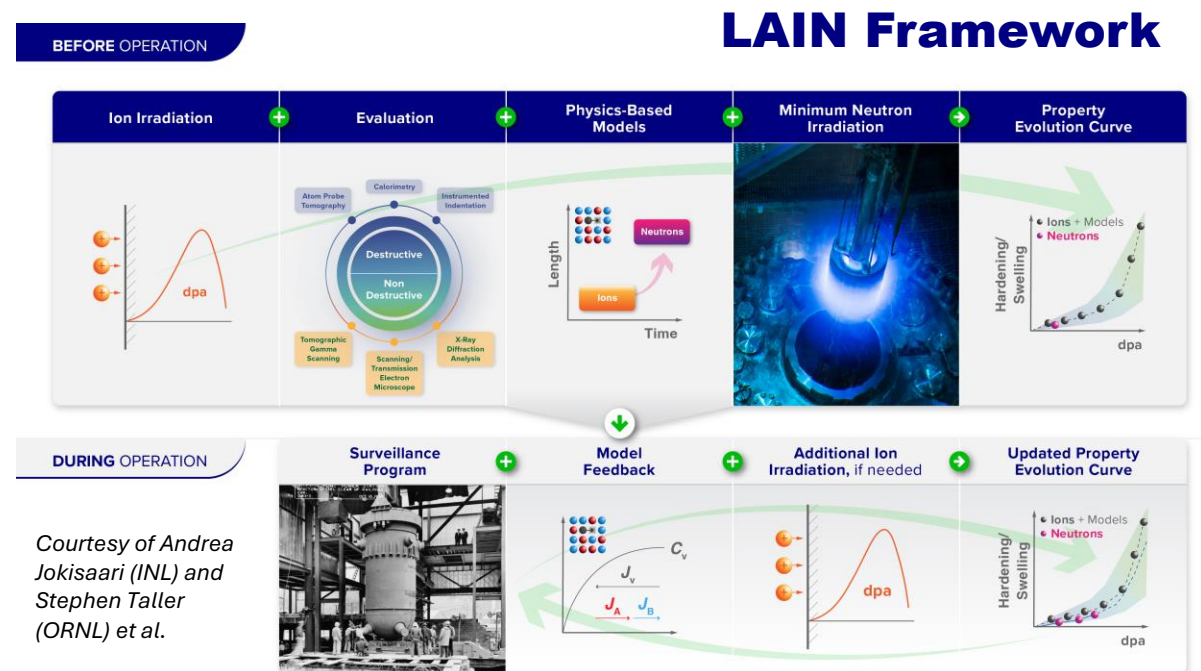 LAIN Framework
BEFORE OPERATION
Ion Irradiation
Evaluation
Physics-Based
Models
Minimum Neutron
Irradiation
Property
Evolution Curve
dpa
Atom Probe
Tomography
Calorimetry
Instrumented
Indentation
Destructive
Non
Destructive
Tomographic
Gamma
Scanning
Scanning/
Transmission
Electron
Microscope
X-Ray
Diffraction
Analysis
Length
Neutrons
Ions
Time
Hardening/
Swelling
Ions + Models
Neutrons
dpa
DURING OPERATION
Surveillance
Program
Model
Feedback
Additional Ion
Irradiation, if needed
Updated Property
Evolution Curve
Courtesy of Andrea
Jokisaari (INL) and
Stephen Taller
(ORNL) et al.
Cv
Jv
JA JB
dpa
Hardening/
Swelling
Ions + Models
Neutrons
dpa